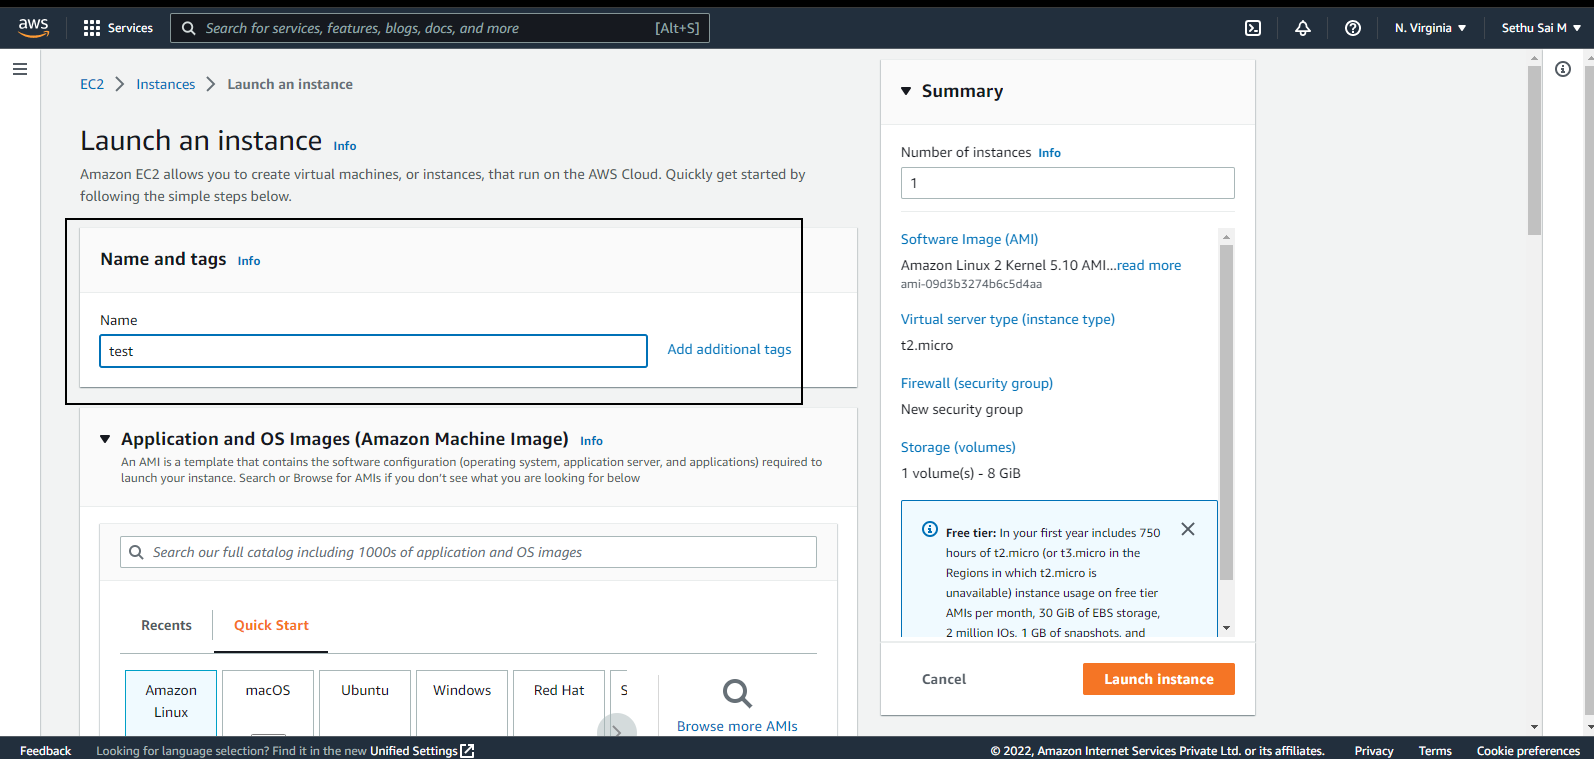 aws
Services
Search for services, features, blogs, docs, and more
[Alt+S]
N. Virginia
Sethu Sai M
EC2
Instances
Launch an instance
Launch an instance
Info
Amazon EC2 allows you to create virtual machines, or instances, that run on the AWS Cloud. Quickly get started by
following the simple steps below.
Name and tags
Info
Name
test
Add additional tags
Application and OS Images (Amazon Machine Image)
Info
An AMI is a template that contains the software configuration (operating system, application server, and applications) required to
launch your instance. Search or Browse for AMIs if you don't see what you are looking for below
Search our full catalog including 1000s of application and OS images
Recents
Quick Start
Amazon
Linux
macOS
Ubuntu
Windows
Red Hat
S
Browse more AMIs
Summary
Number of instances
Info
1
Software Image (AMI)
Amazon Linux 2 Kernel 5.10 AMI...read more
ami-09d3b3274b6c5d4aa
Virtual server type (instance type)
t2.micro
Firewall (security group)
New security group
Storage (volumes)
1 volume(s) - 8 GiB
Free tier: In your first year includes 750
hours of t2.micro (or t3.micro in the
Regions in which t2.micro is
unavailable) instance usage on free tier
AMIs per month, 30 GiB of EBS storage,
2 million IOs, 1 GB of snapshots, and
Cancel
Launch instance
Feedback
Looking for language selection? Find it in the new Unified Settings
© 2022, Amazon Internet Services Private Ltd. or its affiliates.
Privacy
Terms
Cookie preferences